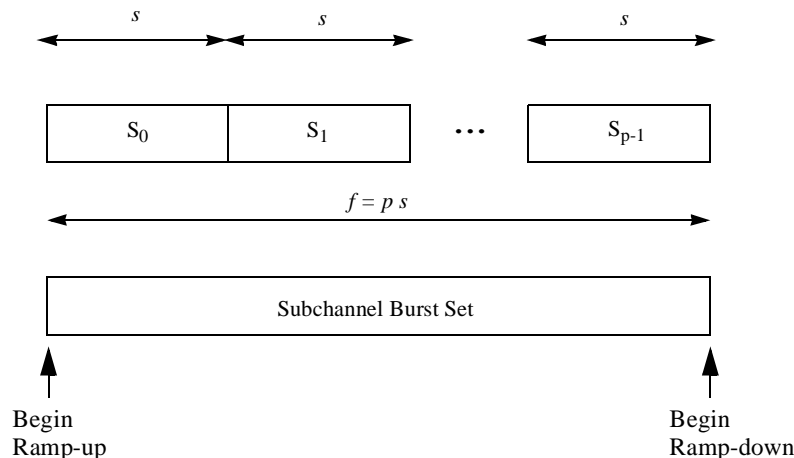 s s s
S0 S1 ... Sp-1
f = p s
Subchannel Burst Set
Begin Begin
Ramp-up Ramp-down